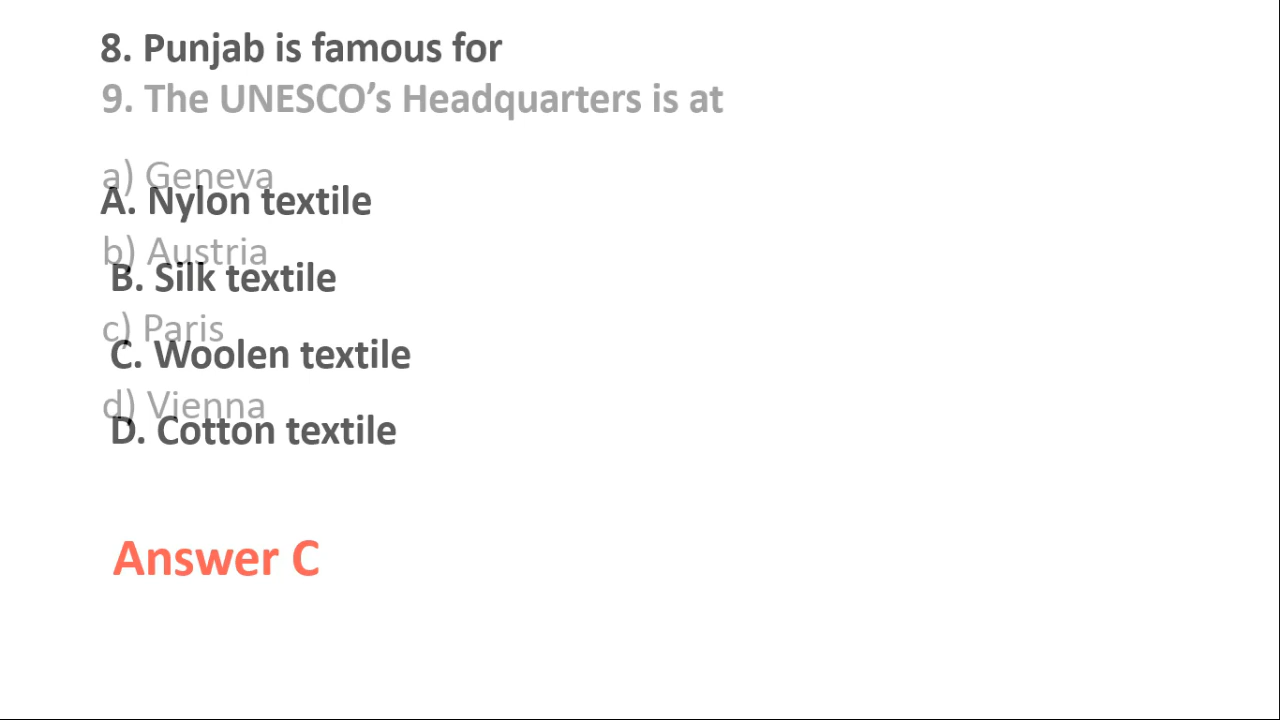 8. Punjab is famous for
9. The UNESCO’s Headquarters is at
a) Geneva
A. Nylon textile
b) Austria
B. Silk textile
c) Paris
C. Woolen textile
d) Vienna
D. Cotton textile
Answer C